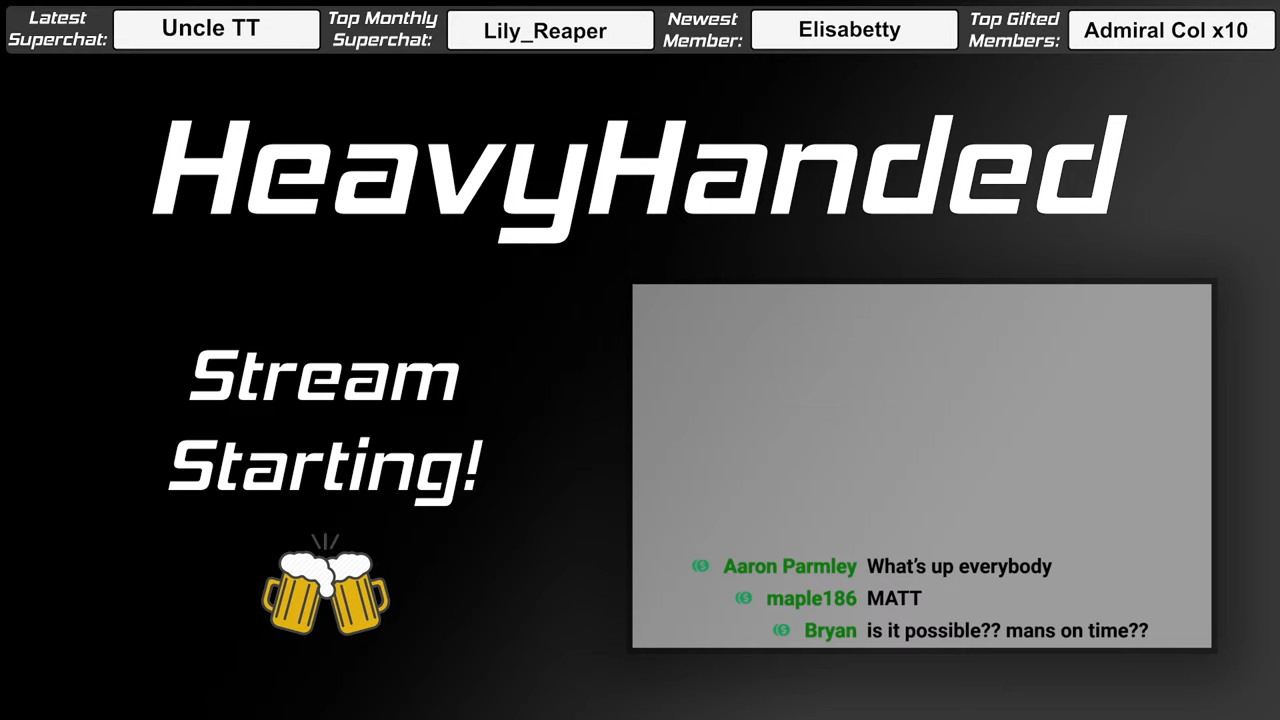 Latest Superchat: Uncle TT
Top Monthly Superchat: Lily_Reaper
Newest Member: Elisabetty
Top Gifted Members: Admiral Col x10
HeavyHanded
Stream
Starting!
Aaron Parmley What's up everybody
maple186 MATT
Bryan is it possible?? mans on time??